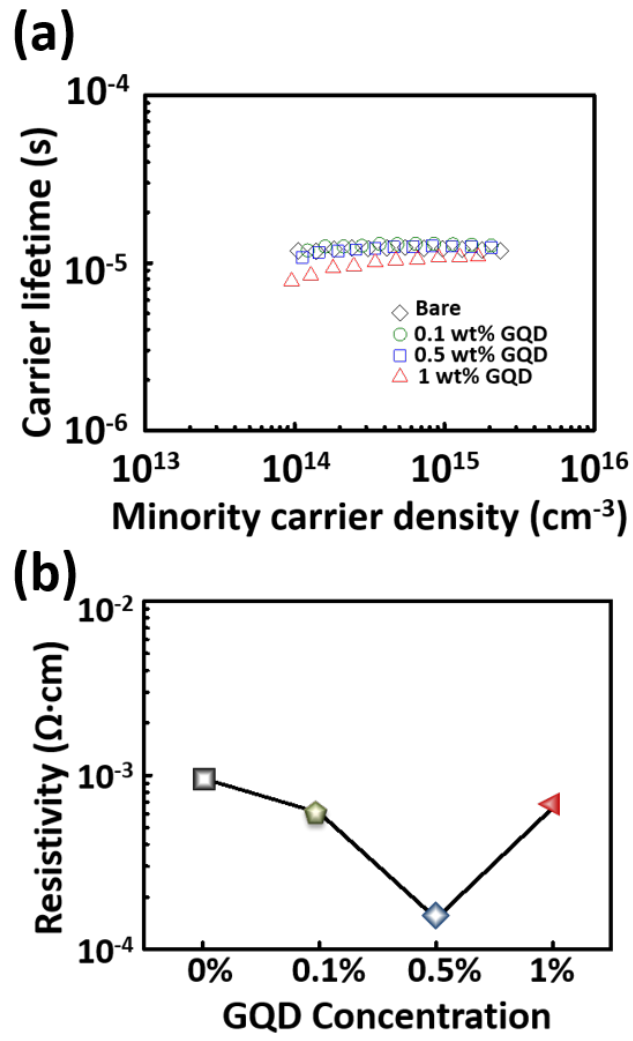 (a)
Carrier lifetime (s)
10⁻⁴
10⁻⁵
10⁻⁶
Bare
0.1 wt% GQD
0.5 wt% GQD
1 wt% GQD
10¹³ 10¹⁴ 10¹⁵ 10¹⁶
Minority carrier density (cm⁻³)
(b)
Resistivity (Ω·cm)
10⁻²
10⁻³
10⁻⁴
0% 0.1% 0.5% 1%
GQD Concentration